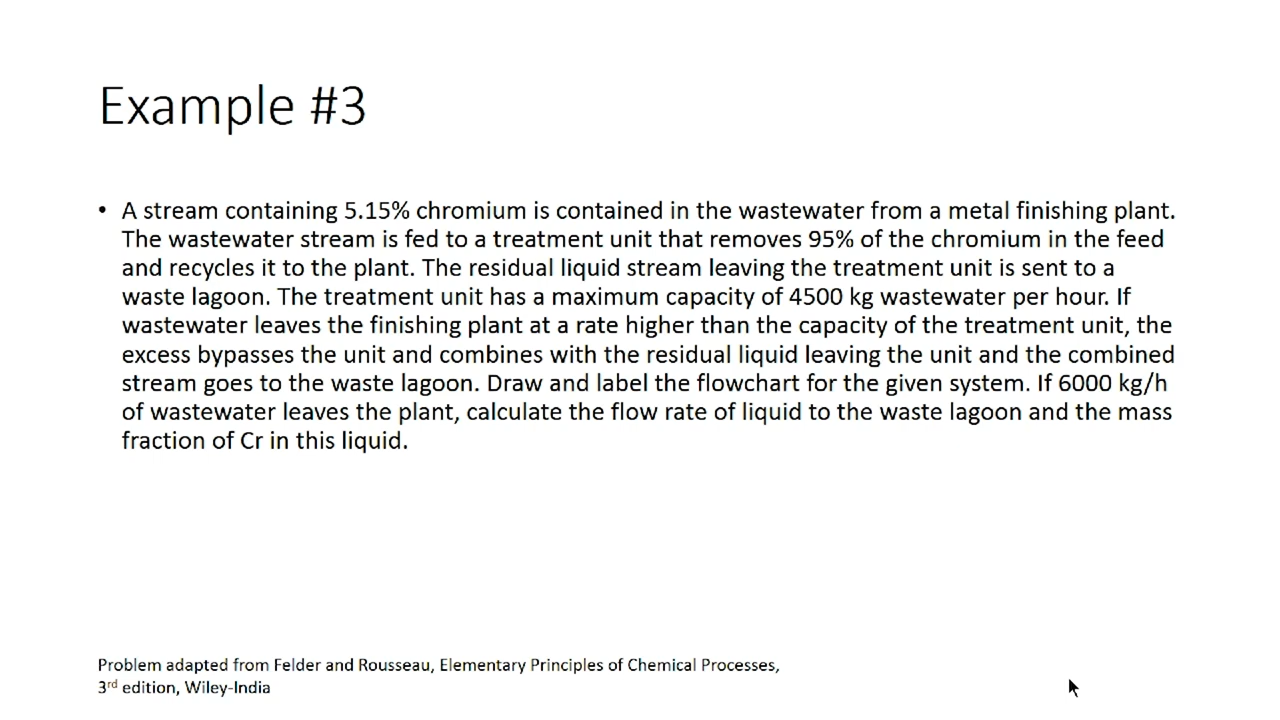 Example #3
• A stream containing 5.15% chromium is contained in the wastewater from a metal finishing plant.
The wastewater stream is fed to a treatment unit that removes 95% of the chromium in the feed
and recycles it to the plant. The residual liquid stream leaving the treatment unit is sent to a
waste lagoon. The treatment unit has a maximum capacity of 4500 kg wastewater per hour. If
wastewater leaves the finishing plant at a rate higher than the capacity of the treatment unit, the
excess bypasses the unit and combines with the residual liquid leaving the unit and the combined
stream goes to the waste lagoon. Draw and label the flowchart for the given system. If 6000 kg/h
of wastewater leaves the plant, calculate the flow rate of liquid to the waste lagoon and the mass
fraction of Cr in this liquid.
Problem adapted from Felder and Rousseau, Elementary Principles of Chemical Processes,
3rd edition, Wiley-India